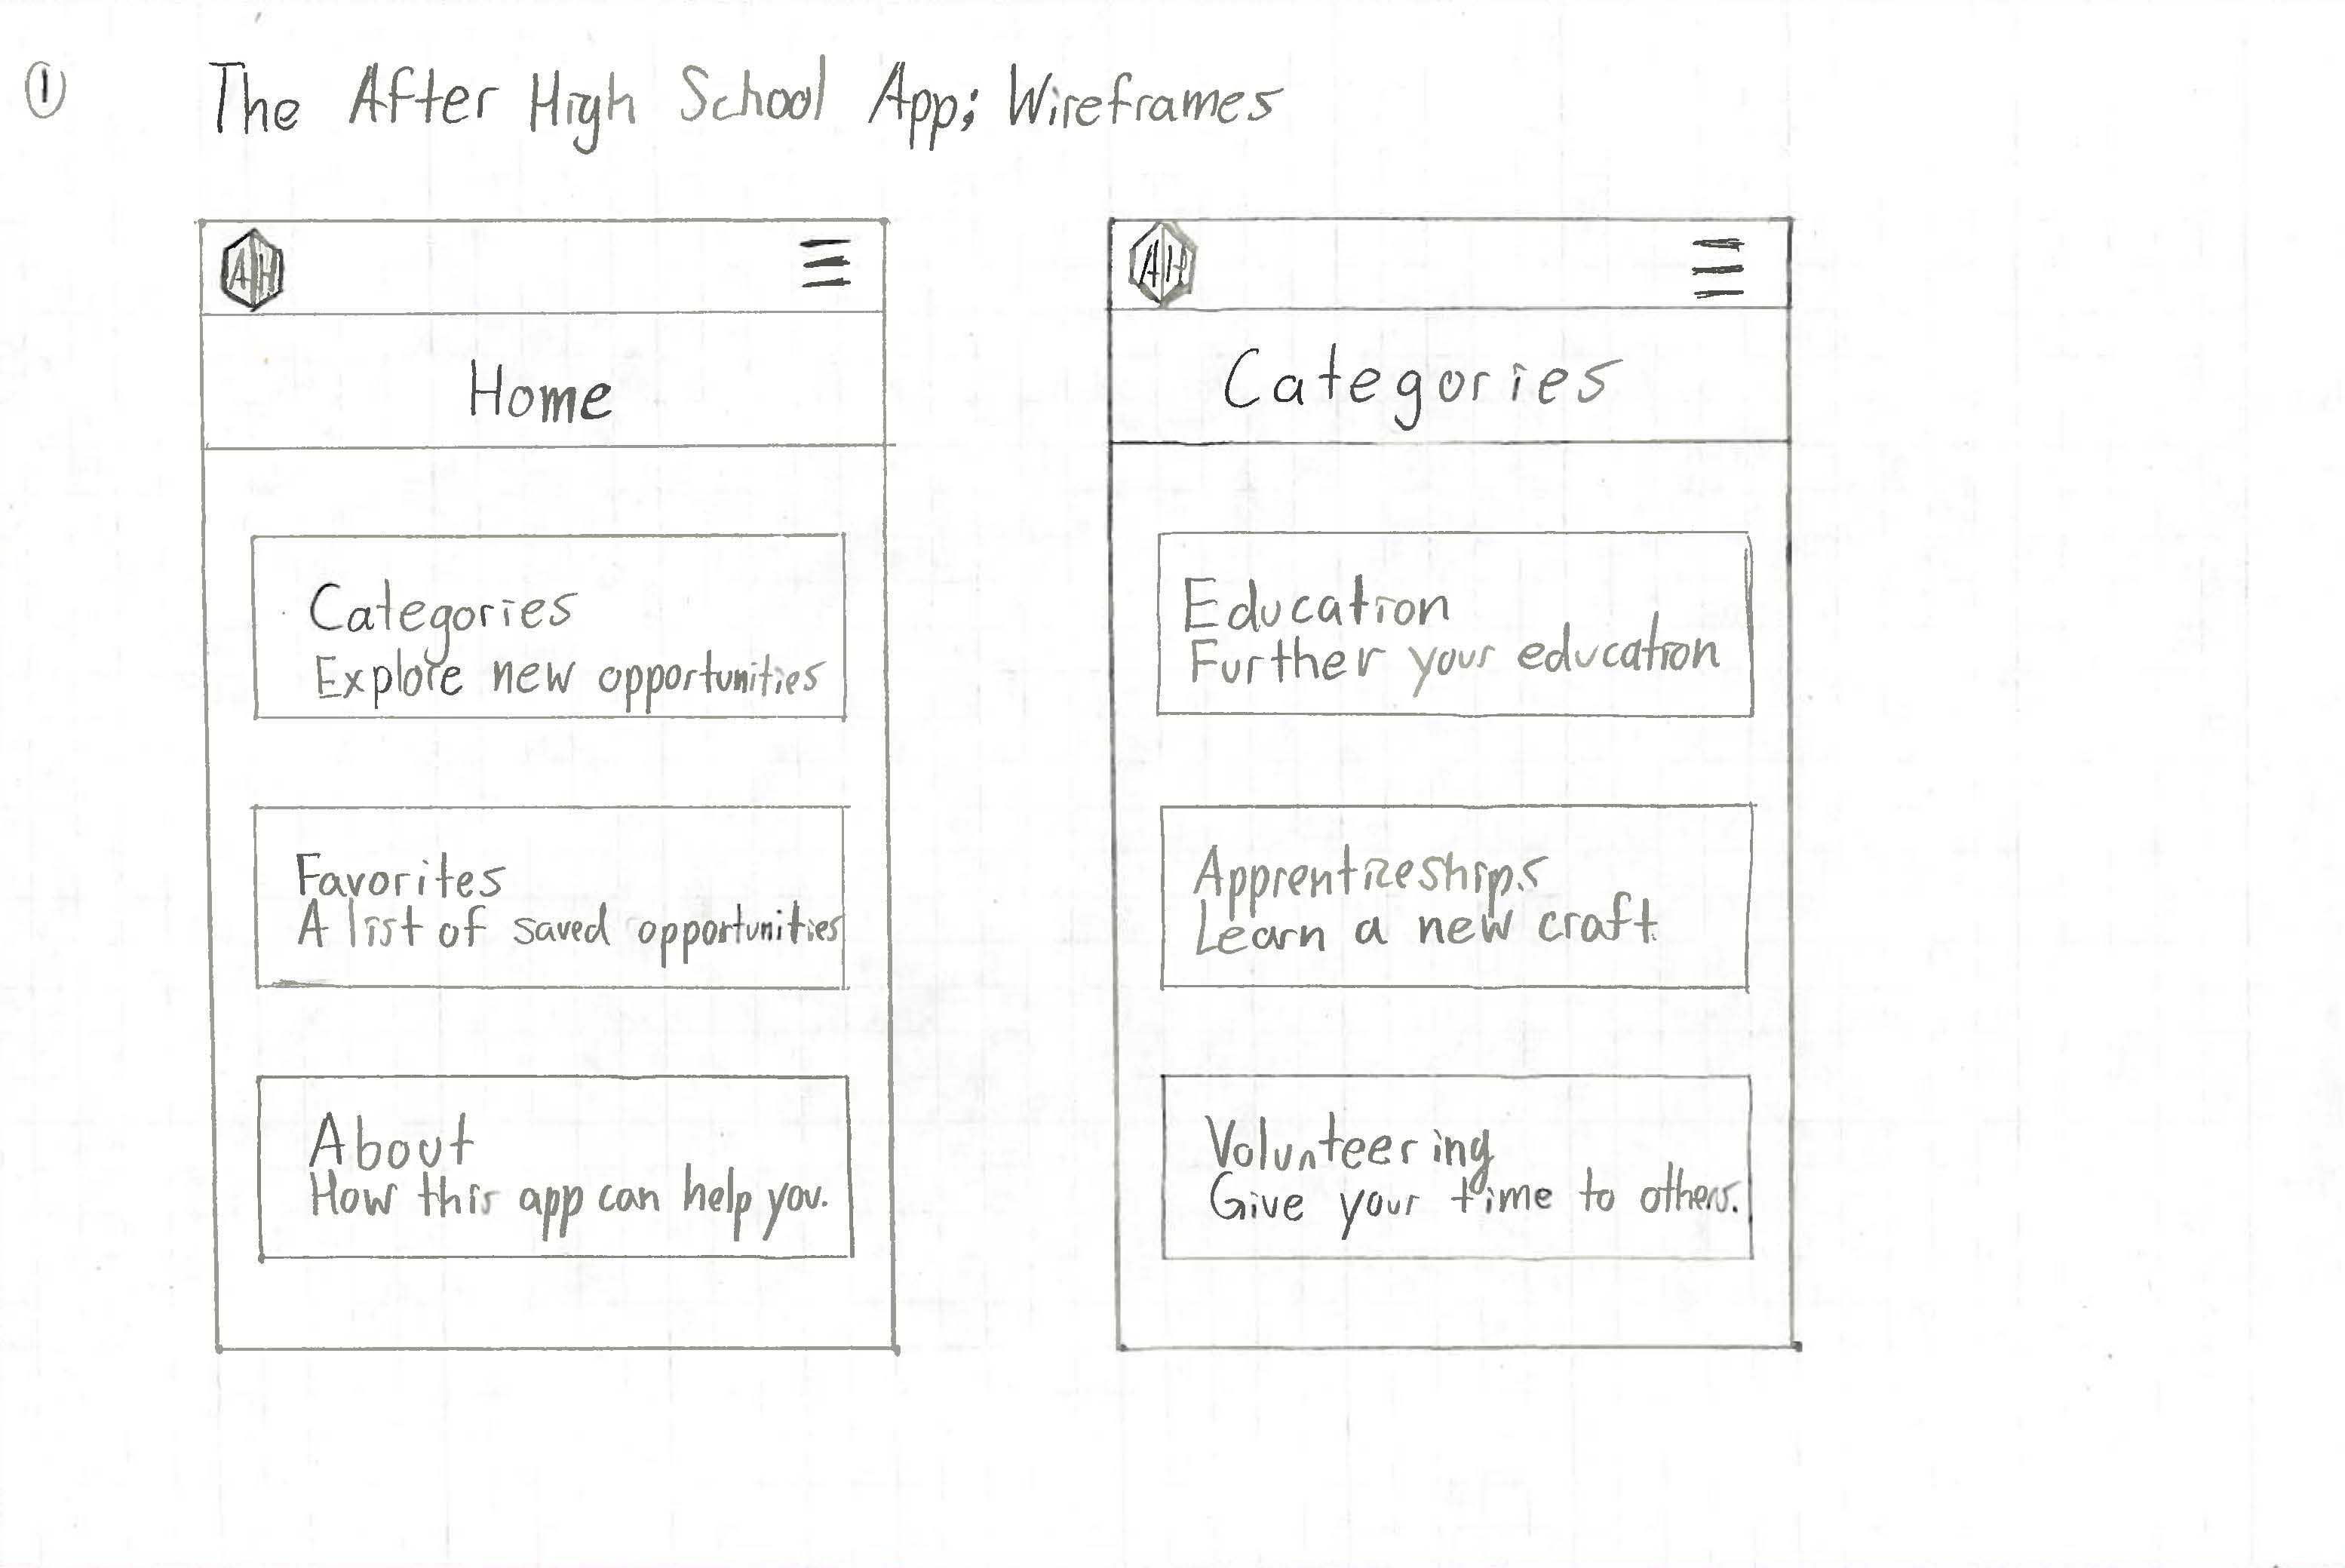 1
The After High School App; Wireframes
AH
Home
Categories
Explore new opportunities
Favorites
A list of saved opportunities
About
How this app can help you.
AH
Categories
Education
Further your education
Apprenticeships
Learn a new craft.
Volunteering
Give your time to others.